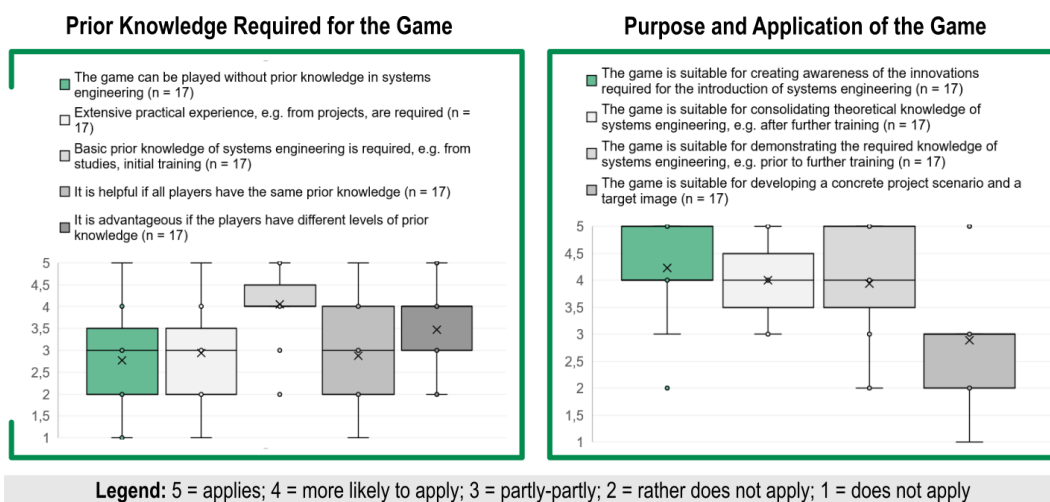 Prior Knowledge Required for the Game
The game can be played without prior knowledge in systems
engineering (n = 17)
Extensive practical experience, e.g. from projects, are required (n =
17)
Basic prior knowledge of systems engineering is required, e.g. from
studies, initial training (n = 17)
It is helpful if all players have the same prior knowledge (n = 17)
It is advantageous if the players have different levels of prior
knowledge (n = 17)
5
4,5
4
3,5
3
2,5
2
1,5
1
Purpose and Application of the Game
The game is suitable for creating awareness of the innovations
required for the introduction of systems engineering (n = 17)
The game is suitable for consolidating theoretical knowledge of
systems engineering, e.g. after further training (n = 17)
The game is suitable for demonstrating the required knowledge of
systems engineering, e.g. prior to further training (n = 17)
The game is suitable for developing a concrete project scenario and a
target image (n = 17)
5
4,5
4
3,5
3
2,5
2
1,5
1
Legend: 5 = applies; 4 = more likely to apply; 3 = partly-partly; 2 = rather does not apply; 1 = does not apply